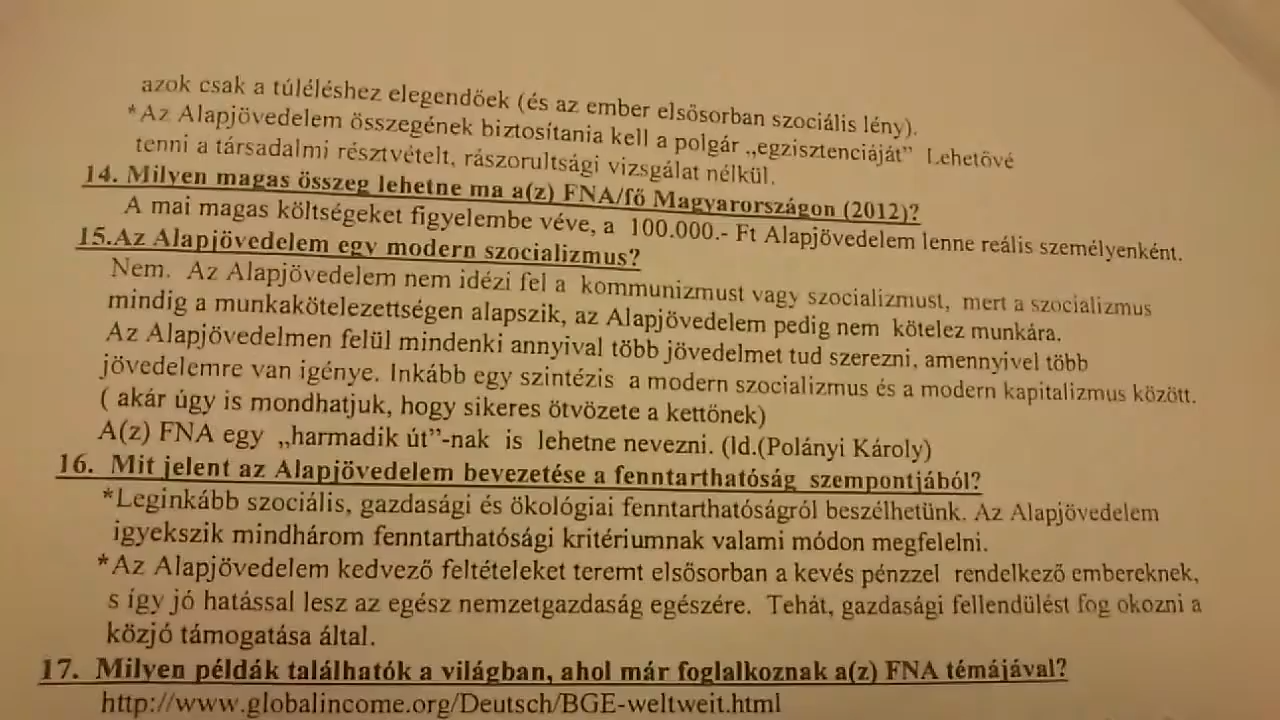 azok csak a túléléshez elegendőek (és az ember elsősorban szociális lény).
*Az Alapjövedelem összegének biztosítania kell a polgár „egzisztenciáját” Lehetővé
tenni a társadalmi résztvételt, rászorultsági vizsgálat nélkül.
14. Milyen magas összeg lehetne ma a(z) FNA/fő Magyarországon (2012)?
A mai magas költségeket figyelembe véve, a 100.000.- Ft Alapjövedelem lenne reális személyenként.
15.Az Alapjövedelem egy modern szocializmus?
Nem. Az Alapjövedelem nem idézi fel a kommunizmust vagy szocializmust, mert a szocializmus
mindig a munkakötelezettségen alapszik, az Alapjövedelem pedig nem kötelez munkára.
Az Alapjövedelmen felül mindenki annyival több jövedelmet tud szerezni, amennyivel több
jövedelemre van igénye. Inkább egy szintézis a modern szocializmus és a modern kapitalizmus között.
( akár úgy is mondhatjuk, hogy sikeres ötvözete a kettőnek)
A(z) FNA egy „harmadik út”-nak is lehetne nevezni. (ld.(Polányi Károly)
16. Mit jelent az Alapjövedelem bevezetése a fenntarthatóság szempontjából?
*Leginkább szociális, gazdasági és ökológiai fenntarthatóságról beszélhetünk. Az Alapjövedelem
igyekszik mindhárom fenntarthatósági kritériumnak valami módon megfelelni.
*Az Alapjövedelem kedvező feltételeket teremt elsősorban a kevés pénzzel rendelkező embereknek,
s így jó hatással lesz az egész nemzetgazdaság egészére. Tehát, gazdasági fellendülést fog okozni a
közjó támogatása által.
17. Milyen példák találhatók a világban, ahol már foglalkoznak a(z) FNA témájával?
http://www.globalincome.org/Deutsch/BGE-weltweit.html